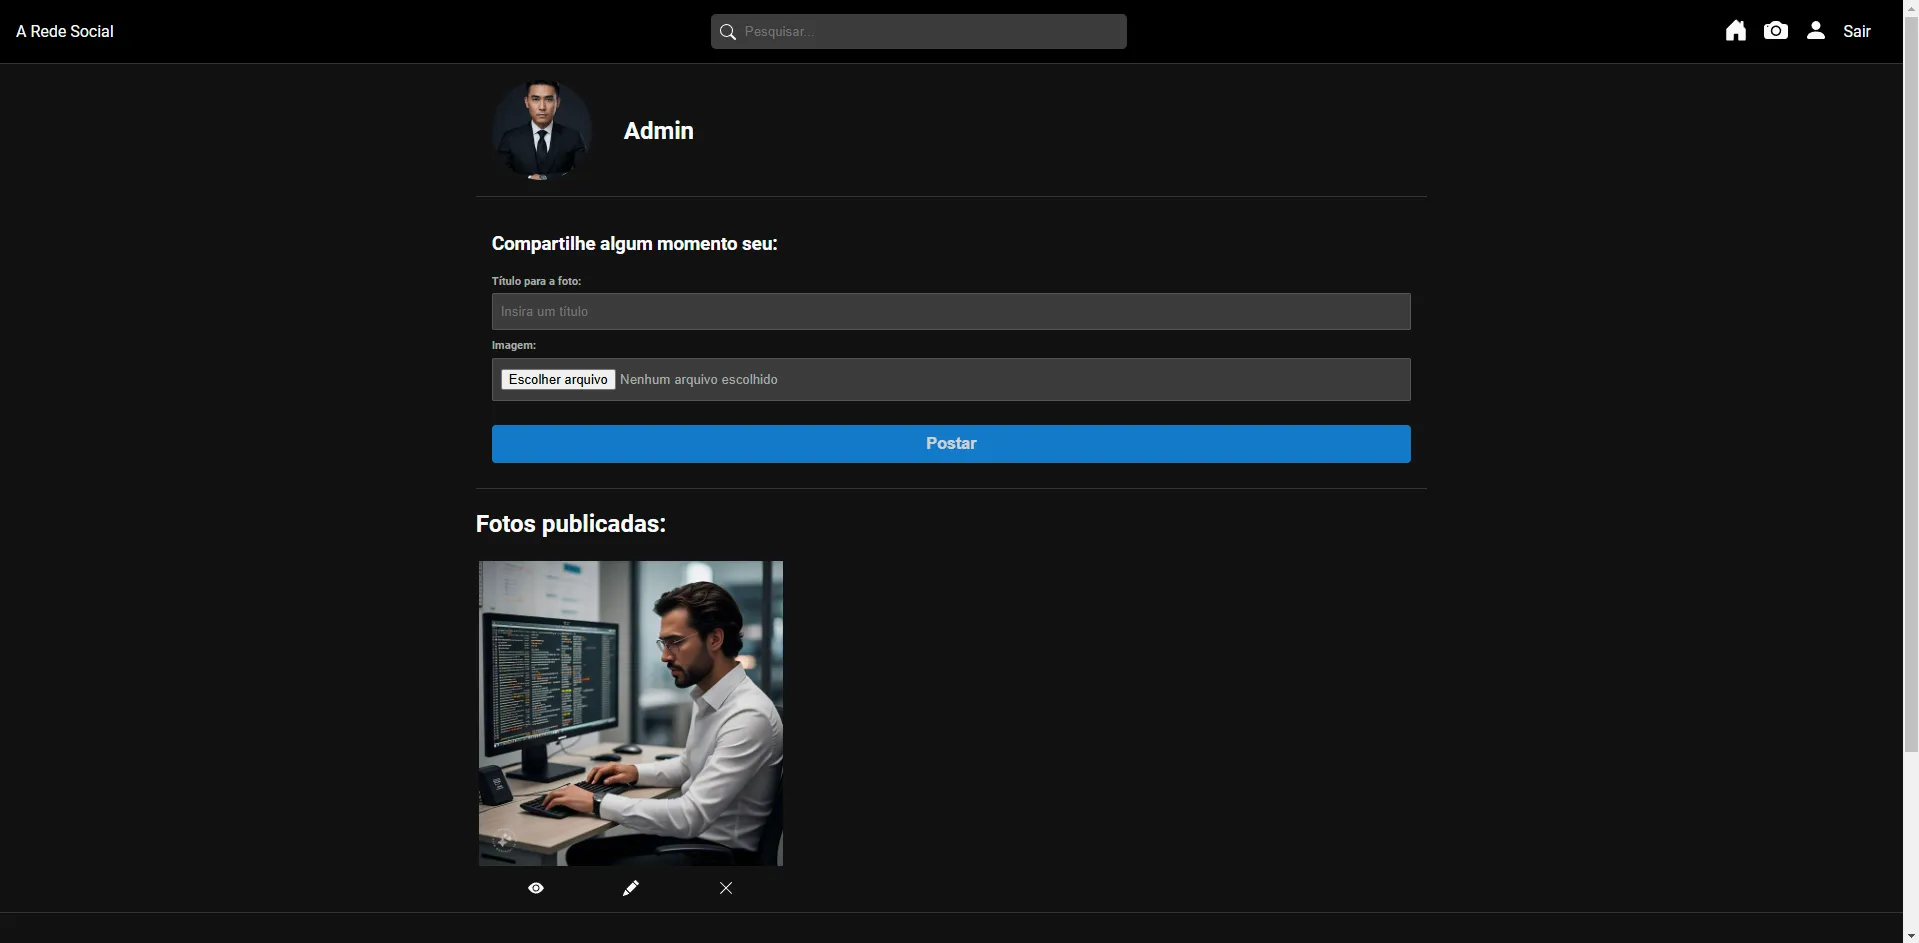 A Rede Social
Pesquisar...
Sair
Admin
Compartilhe algum momento seu:
Título para a foto:
Insira um título
Imagem:
Escolher arquivo Nenhum arquivo escolhido
Postar
Fotos publicadas: